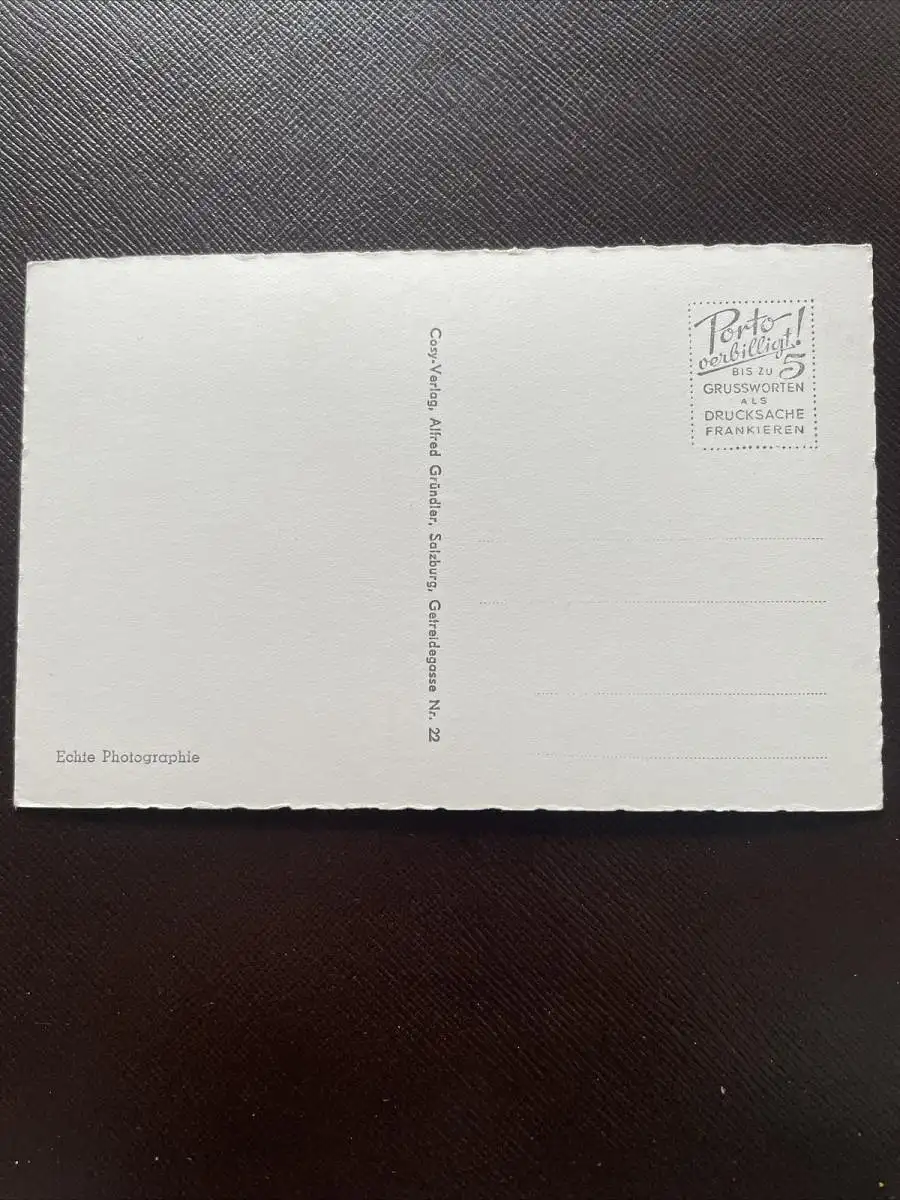 Porto
verbilligt!
BIS ZU 5
GRUSSWORTEN
ALS
DRUCKSACHE
FRANKIEREN
Cosy-Verlag, Alfred Gründler, Salzburg, Getreidegasse Nr. 22
Echte Photographie